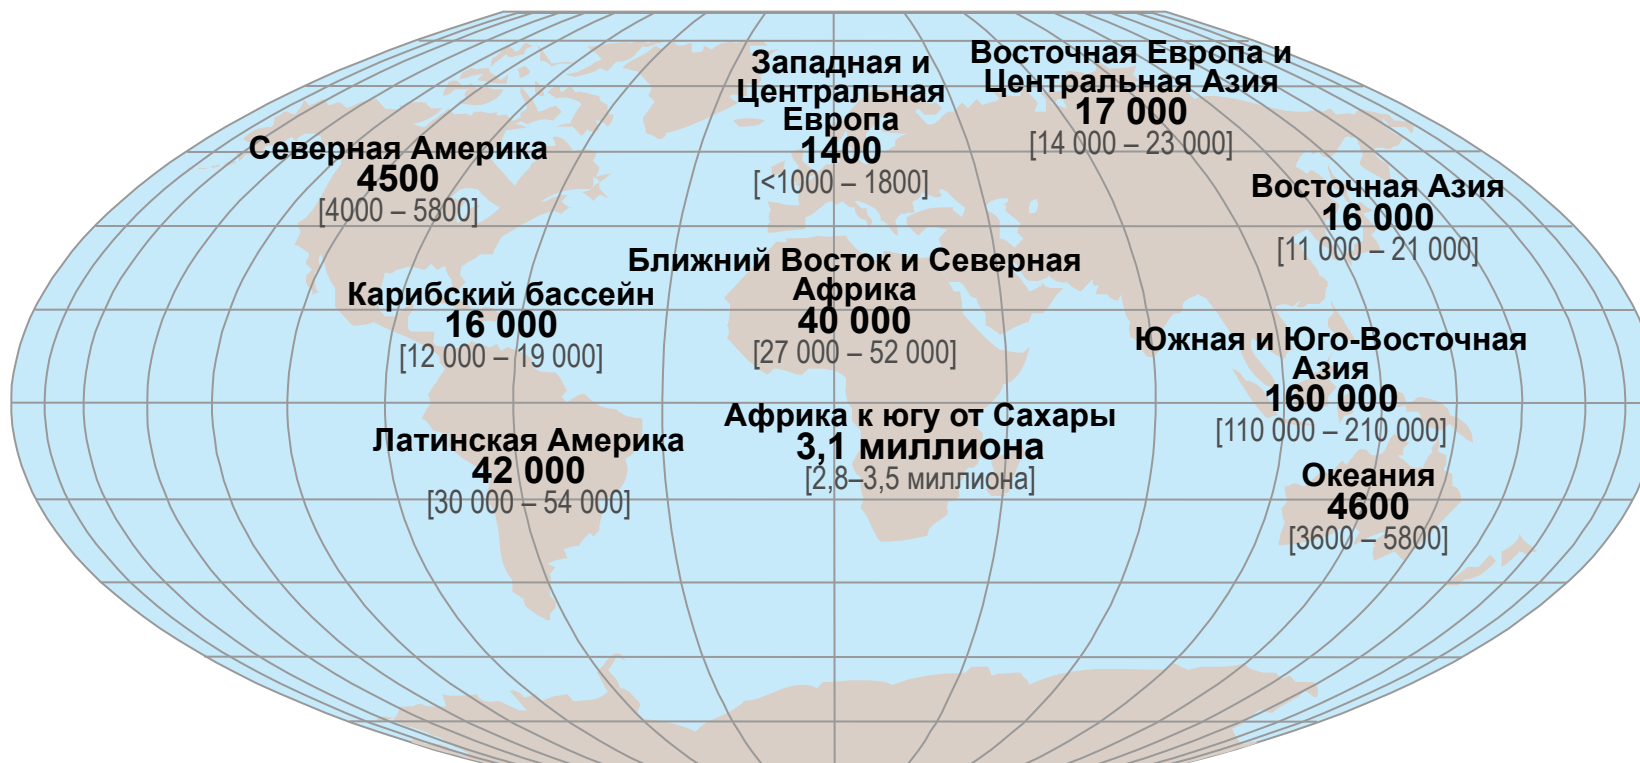 Западная и
Центральная
Европа
1400
[<1000 – 1800]
Восточная Европа и
Центральная Азия
17 000
[14 000 – 23 000]
Северная Америка
4500
[4000 – 5800]
Восточная Азия
16 000
[11 000 – 21 000]
Ближний Восток и Северная
Африка
40 000
[27 000 – 52 000]
Карибский бассейн
16 000
[12 000 – 19 000]
Южная и Юго-Восточная
Азия
160 000
[110 000 – 210 000]
Африка к югу от Сахары
3,1 миллиона
[2,8–3,5 миллиона]
Латинская Америка
42 000
[30 000 – 54 000]
Океания
4600
[3600 – 5800]